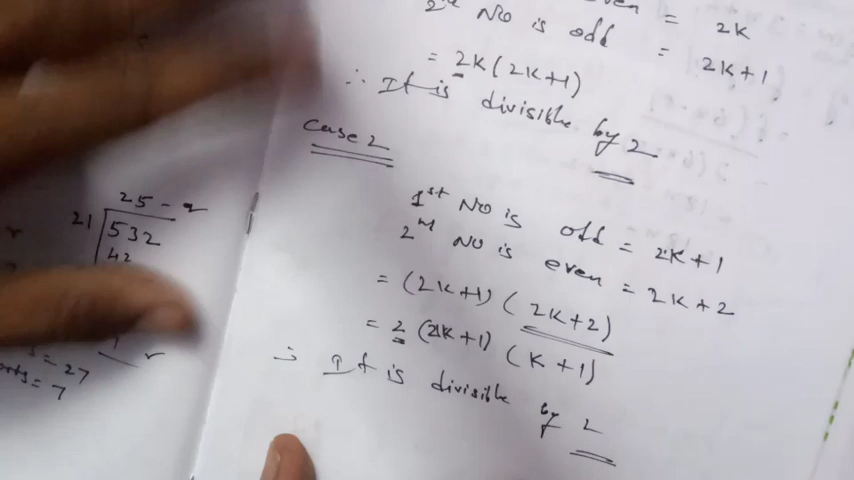 even = 2K
2nd NO is odd = 2K+1
= 2K(2K+1)
∴ It is divisible by 2
Case 2
1st NO is odd = 2K+1
2nd NO is even = 2K+2
= (2K+1)(2K+2)
= 2(2K+1)(K+1)
∴ It is divisible by 2
25 - q
21 532
42
r
= 27
= 7